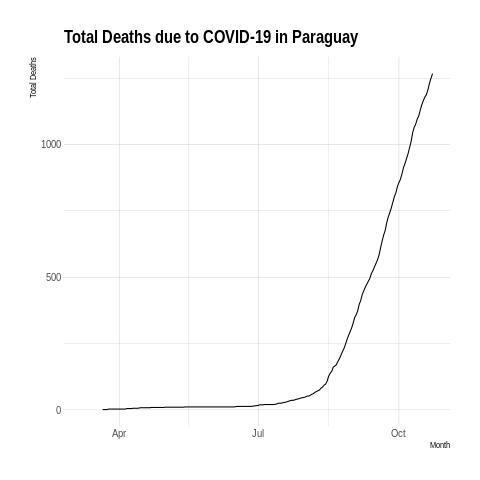 Total Deaths due to COVID-19 in Paraguay
Total Deaths
1000
500
0
Apr Jul Oct
Month